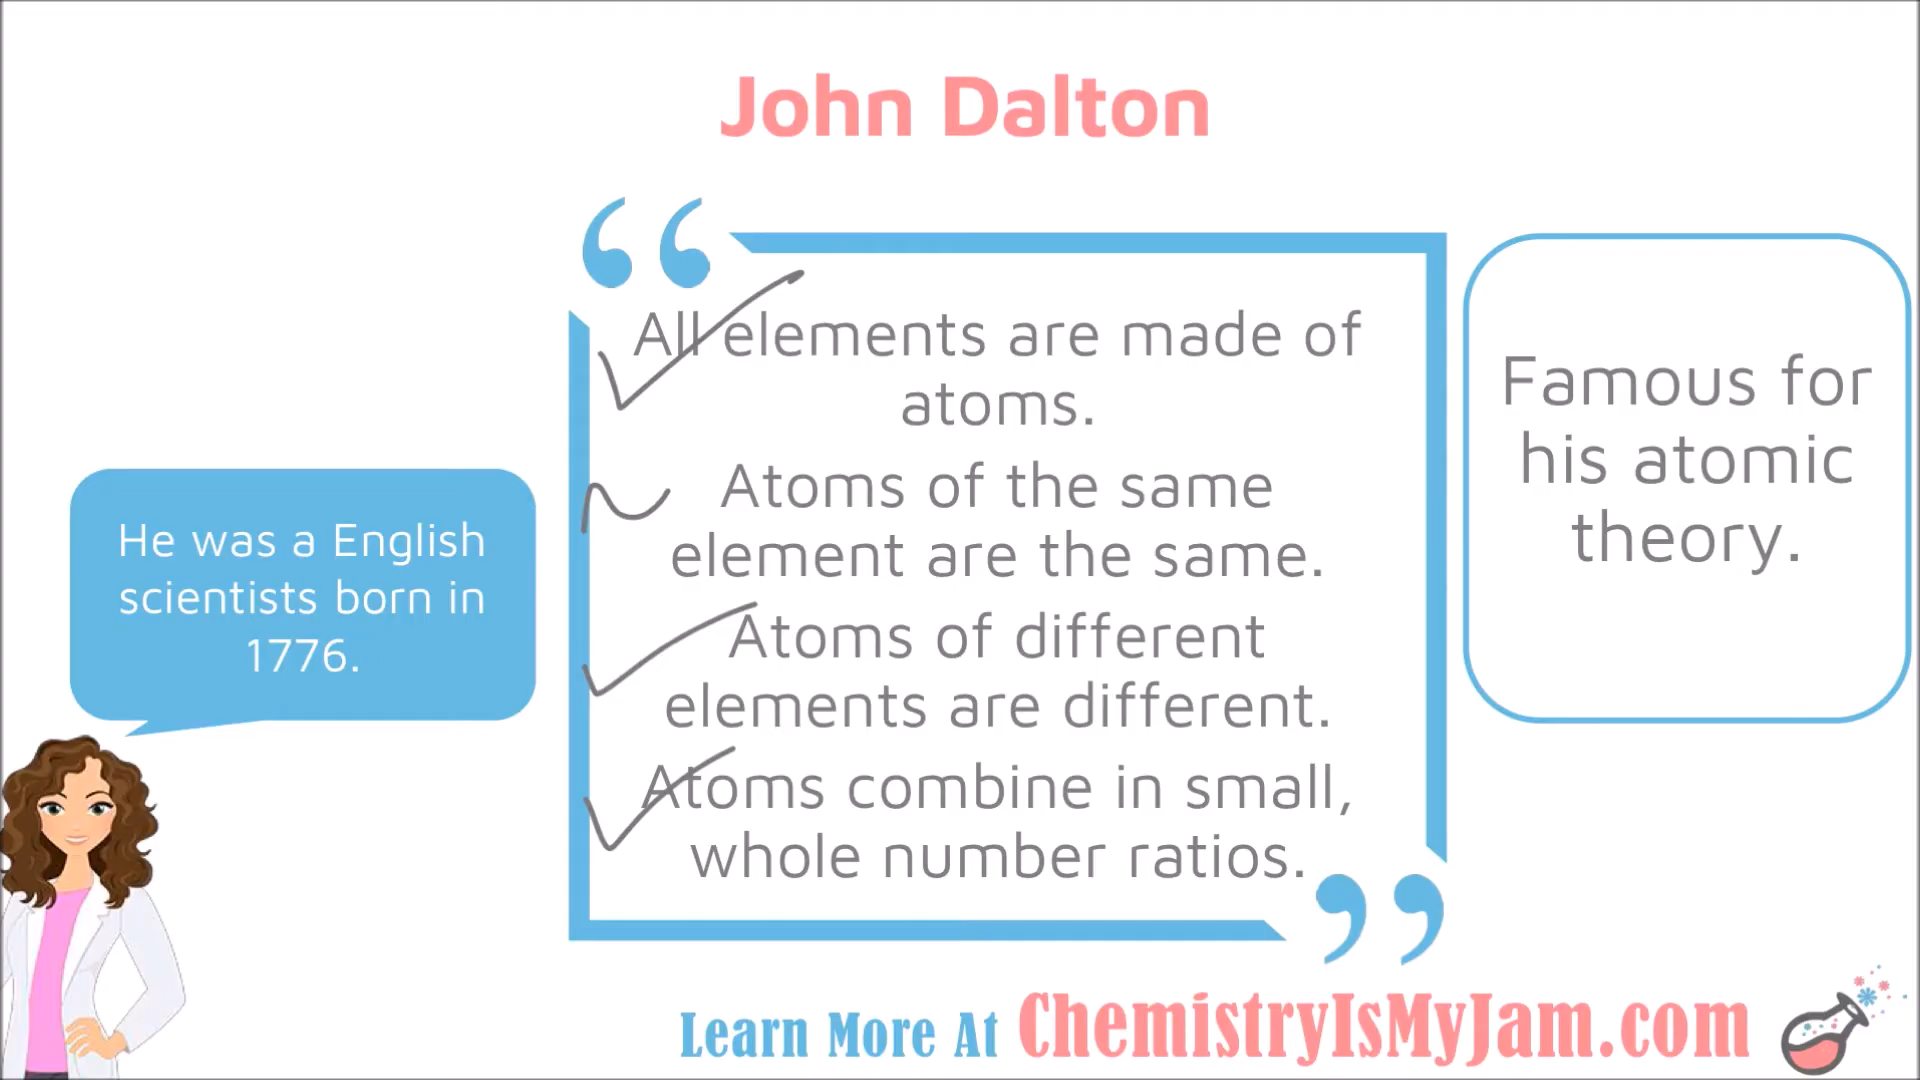 John Dalton
He was a English
scientists born in
1776.
All elements are made of
atoms.
Atoms of the same
element are the same.
Atoms of different
elements are different.
Atoms combine in small,
whole number ratios.
Famous for
his atomic
theory.
Learn More At ChemistryIsMyJam.com